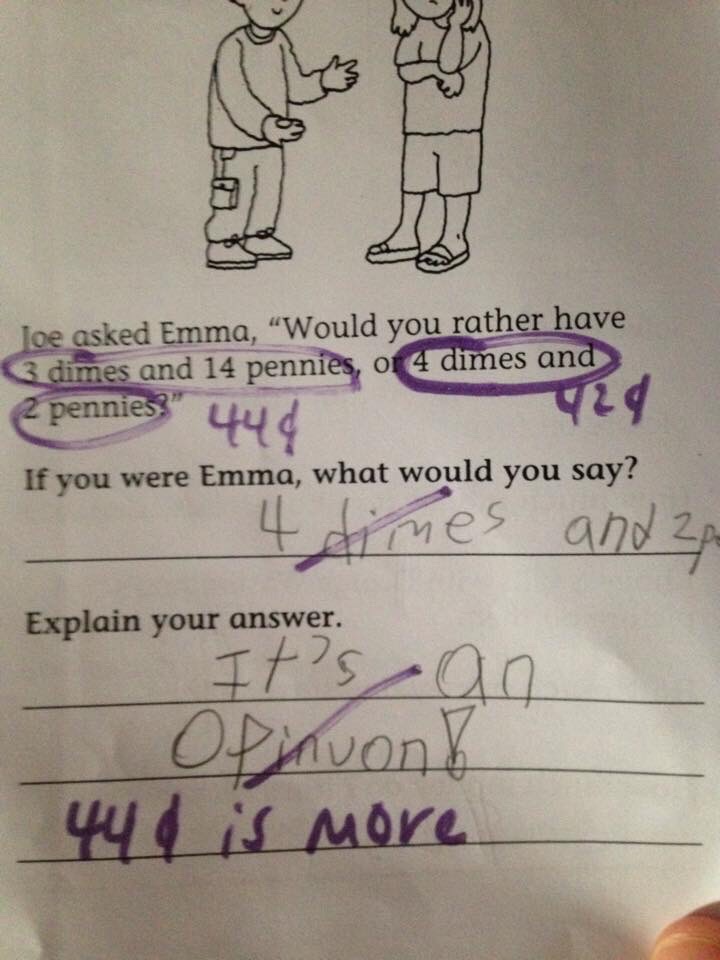 Joe asked Emma, “Would you rather have
3 dimes and 14 pennies, or 4 dimes and
2 pennies?” 44¢ 42¢
If you were Emma, what would you say?
4 dimes and 2
Explain your answer.
It's an
Opinuon!
44¢ is more